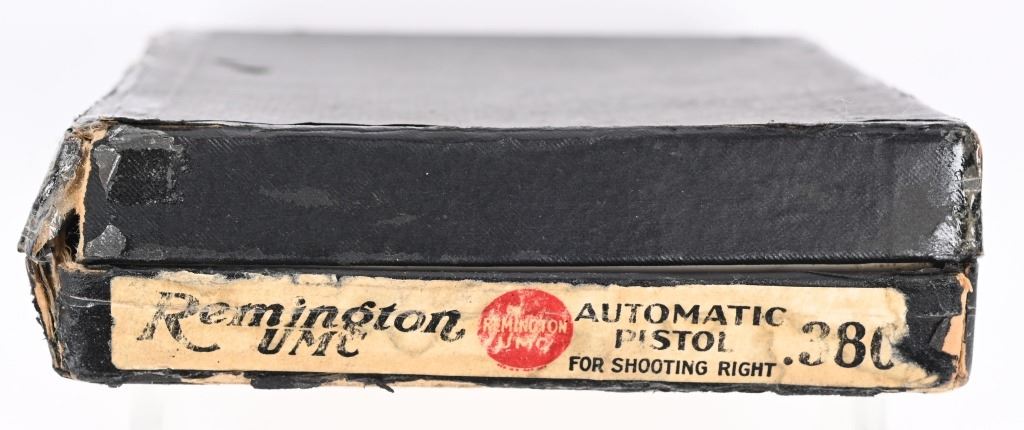 Remington
UMC
REMINGTON
UMC
AUTOMATIC
PISTOL
FOR SHOOTING RIGHT
.380